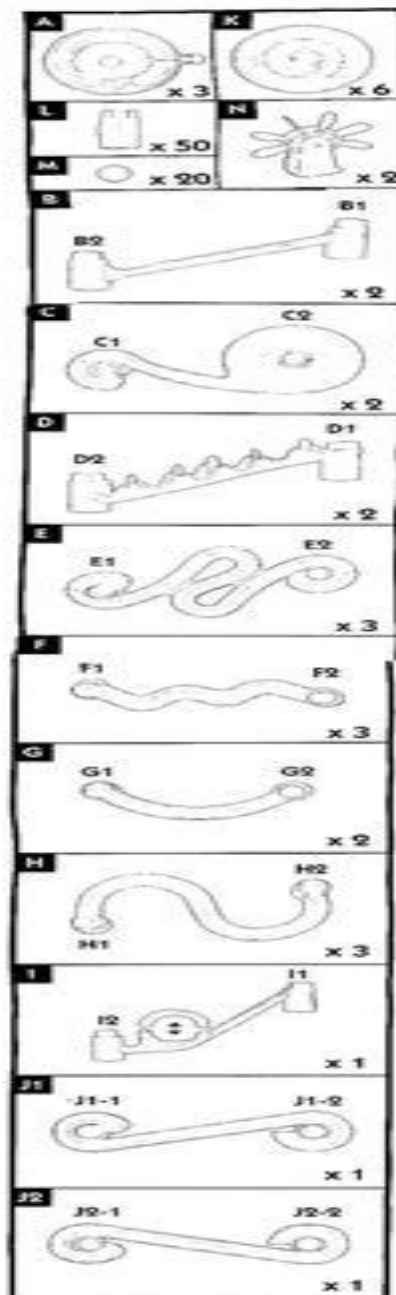 A K
x 3 x 6
L N
x 50
M x 20 x 2
B B1
B2
x 2
C C2
C1
x 2
D D1
D2
x 2
E E2
E1
x 3
F
F1 F2
x 3
G
G1 G2
x 2
H H2
H1 x 3
I I1
I2
x 1
J1 J1-1 J1-2
x 1
J2 J2-1 J2-2
x 1